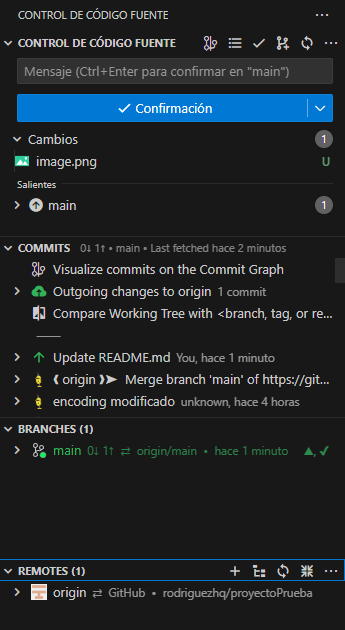 CONTROL DE CÓDIGO FUENTE
CONTROL DE CÓDIGO FUENTE
Mensaje (Ctrl+Enter para confirmar en "main")
Confirmación
Cambios 1
image.png U
Salientes
main 1
COMMITS 0↓ 1↑ • main • Last fetched hace 2 minutos
Visualize commits on the Commit Graph
Outgoing changes to origin 1 commit
Compare Working Tree with <branch, tag, or re...
Update README.md You, hace 1 minuto
origin Merge branch 'main' of https://git...
encoding modificado unknown, hace 4 horas
BRANCHES (1)
main 0↓ 1↑ ⇄ origin/main • hace 1 minuto ▲, ✓
REMOTES (1)
origin ⇄ GitHub • rodriguezhq/proyectoPrueba